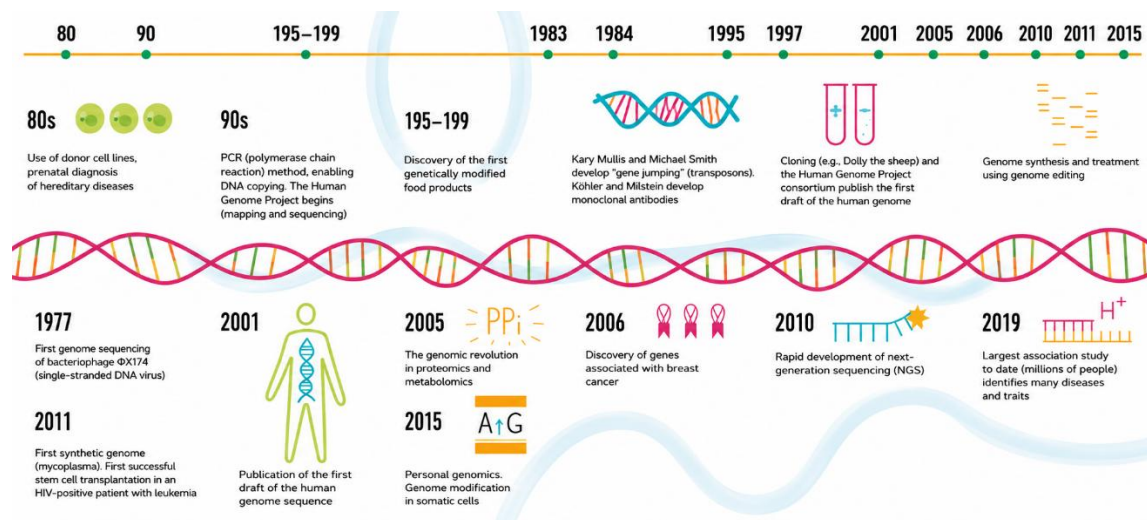 80 90 195–199 1983 1984 1995 1997 2001 2005 2006 2010 2011 2015
80s
Use of donor cell lines,
prenatal diagnosis
of hereditary diseases
90s
PCR (polymerase chain
reaction) method, enabling
DNA copying. The Human
Genome Project begins
(mapping and sequencing)
195–199
Discovery of the first
genetically modified
food products
Kary Mullis and Michael Smith
develop "gene jumping" (transposons).
Köhler and Milstein develop
monoclonal antibodies
Cloning (e.g., Dolly the sheep) and
the Human Genome Project
consortium publish the first
draft of the human genome
Genome synthesis and treatment
using genome editing
1977
First genome sequencing
of bacteriophage ΦX174
(single-stranded DNA virus)
2011
First synthetic genome
(mycoplasma). First successful
stem cell transplantation in an
HIV-positive patient with leukemia
2001
Publication of the first
draft of the human
genome sequence
2005
PPi
The genomic revolution
in proteomics and
metabolomics
2015
A↑G
Personal genomics.
Genome modification
in somatic cells
2006
Discovery of genes
associated with breast
cancer
2010
Rapid development of next-
generation sequencing (NGS)
2019
H+
Largest association study
to date (millions of people)
identifies many diseases
and traits